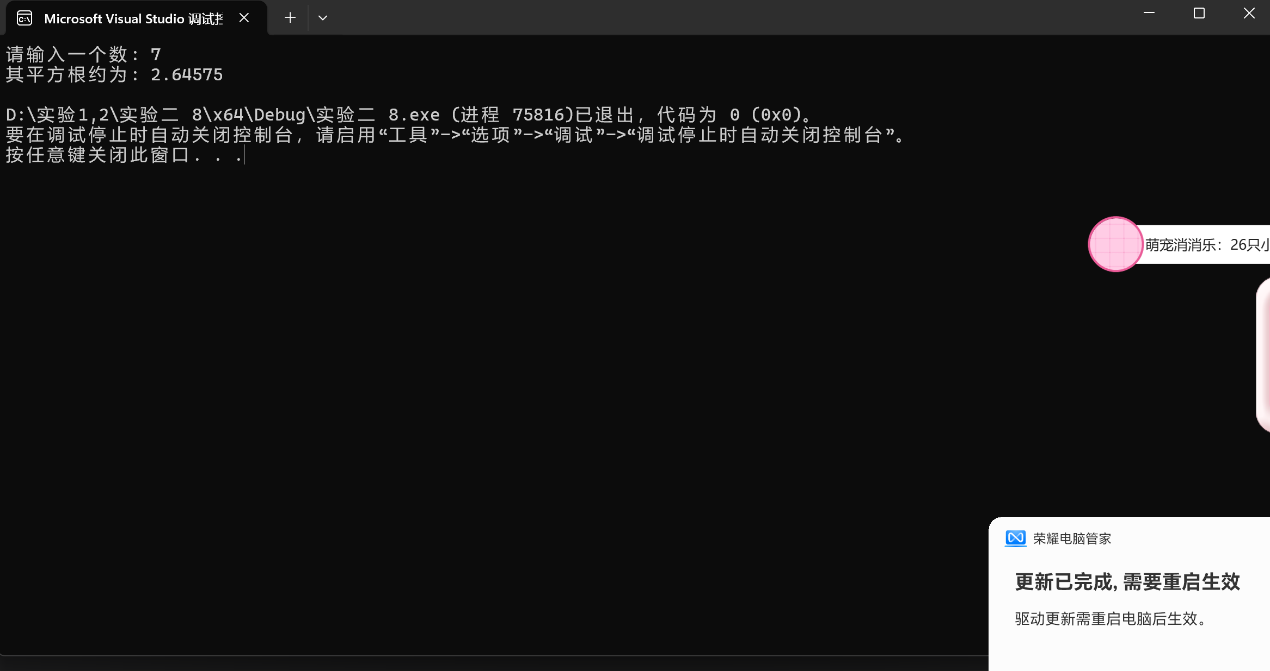 Microsoft Visual Studio 调试
请输入一个数：7
其平方根约为：2.64575
D:\实验1,2\实验二 8\x64\Debug\实验二 8.exe (进程 75816)已退出，代码为 0 (0x0)。
要在调试停止时自动关闭控制台，请启用“工具”->“选项”->“调试”->“调试停止时自动关闭控制台”。
按任意键关闭此窗口. . .
萌宠消消乐：26只
荣耀电脑管家
更新已完成, 需要重启生效
驱动更新需重启电脑后生效。